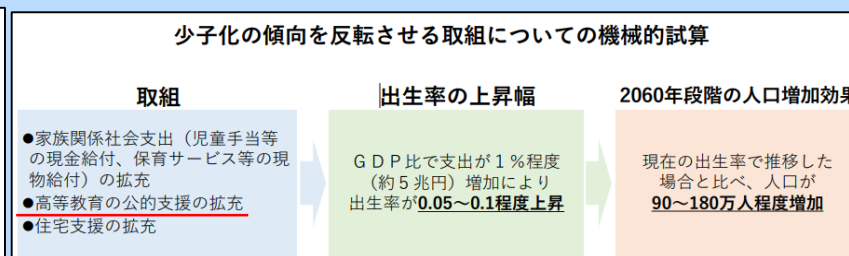 少子化の傾向を反転させる取組についての機械的試算
取組
●家族関係社会支出（児童手当等
の現金給付、保育サービス等の現
物給付）の拡充
●高等教育の公的支援の拡充
●住宅支援の拡充
出生率の上昇幅
ＧＤＰ比で支出が１％程度
（約５兆円）増加により
出生率が0.05～0.1程度上昇
2060年段階の人口増加効果
現在の出生率で推移した
場合と比べ、人口が
90～180万人程度増加